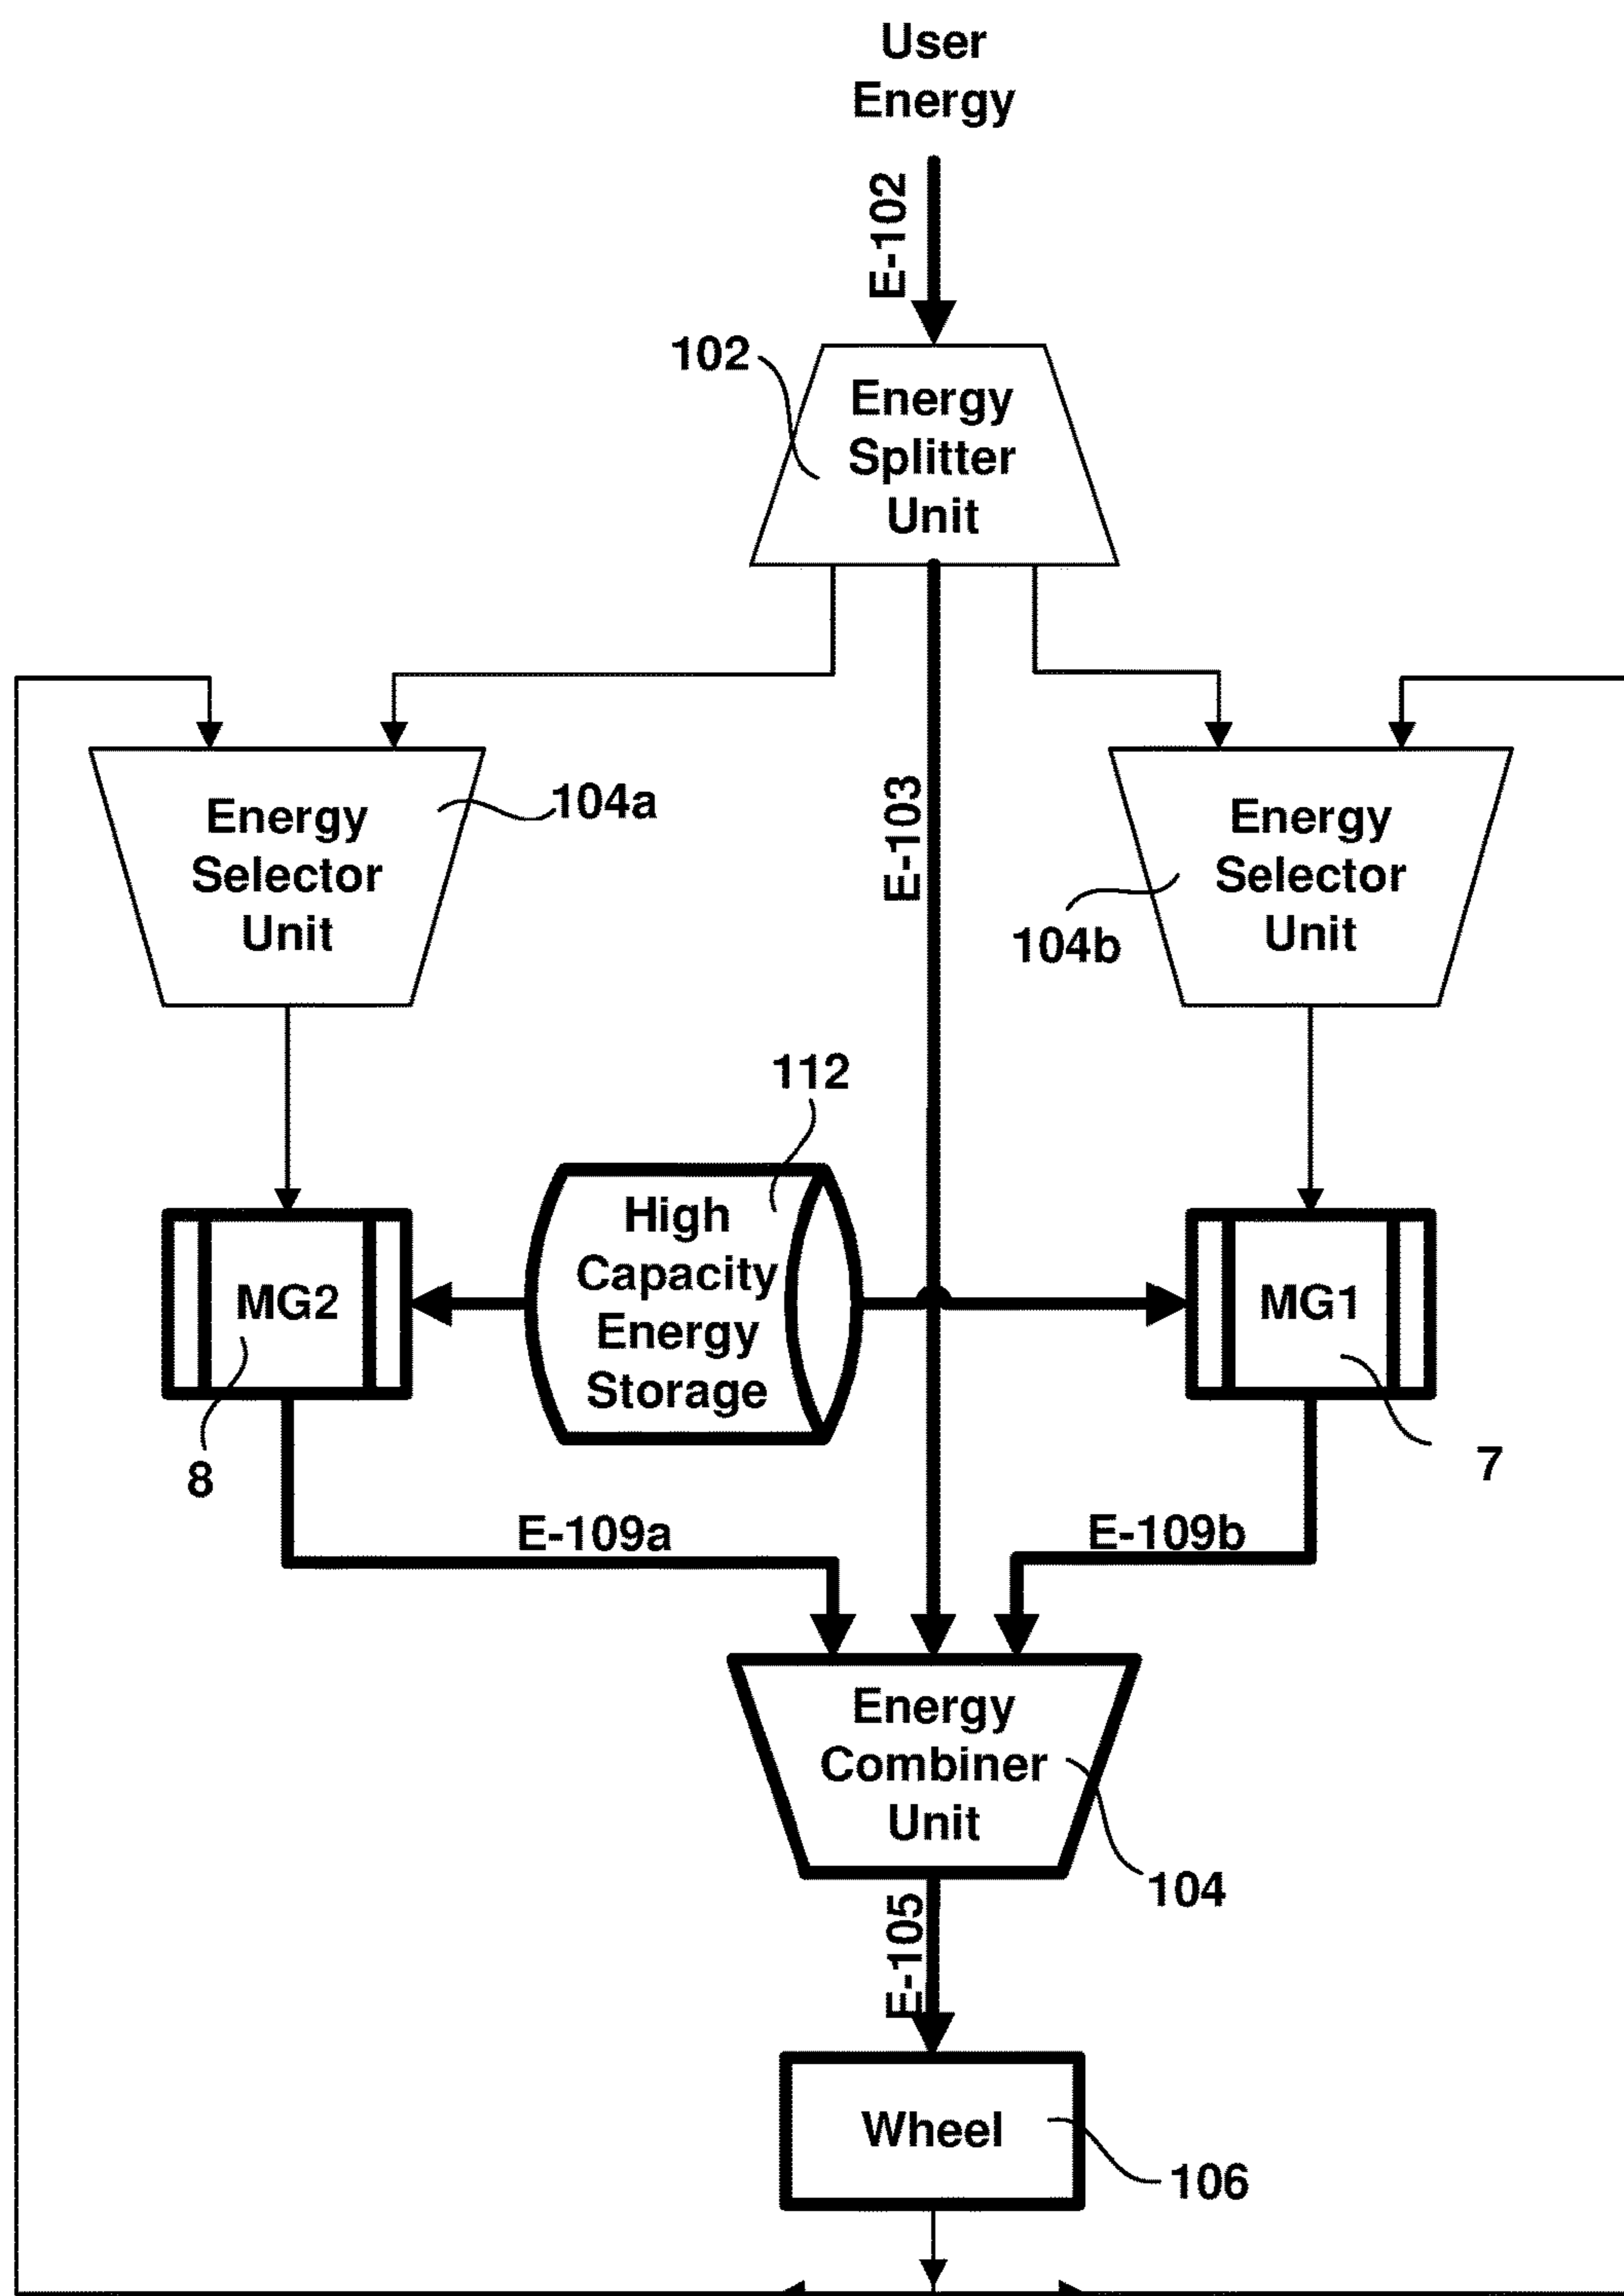 User
Energy
E-102
102
Energy
Splitter
Unit
Energy
Selector
Unit
104a
E-103
Energy
Selector
Unit
104b
112
High
Capacity
Energy
Storage
MG2
MG1
8
7
E-109a
E-109b
Energy
Combiner
Unit
104
E-105
Wheel
106